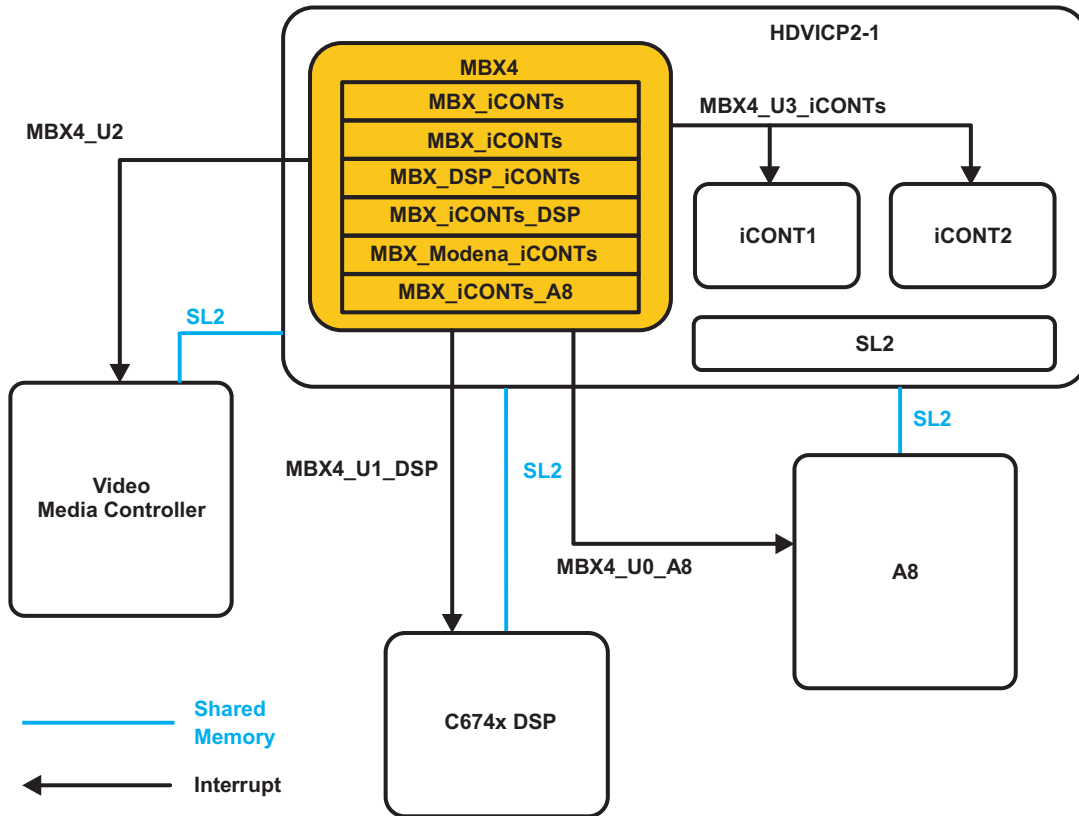 HDVICP2-1
MBX4
MBX_iCONTs
MBX_iCONTs
MBX_DSP_iCONTs
MBX_iCONTs_DSP
MBX_Modena_iCONTs
MBX_iCONTs_A8
MBX4_U3_iCONTs
MBX4_U2
iCONT1
iCONT2
SL2
SL2
SL2
SL2
MBX4_U1_DSP
MBX4_U0_A8
Video
Media Controller
A8
C674x DSP
Shared
Memory
Interrupt